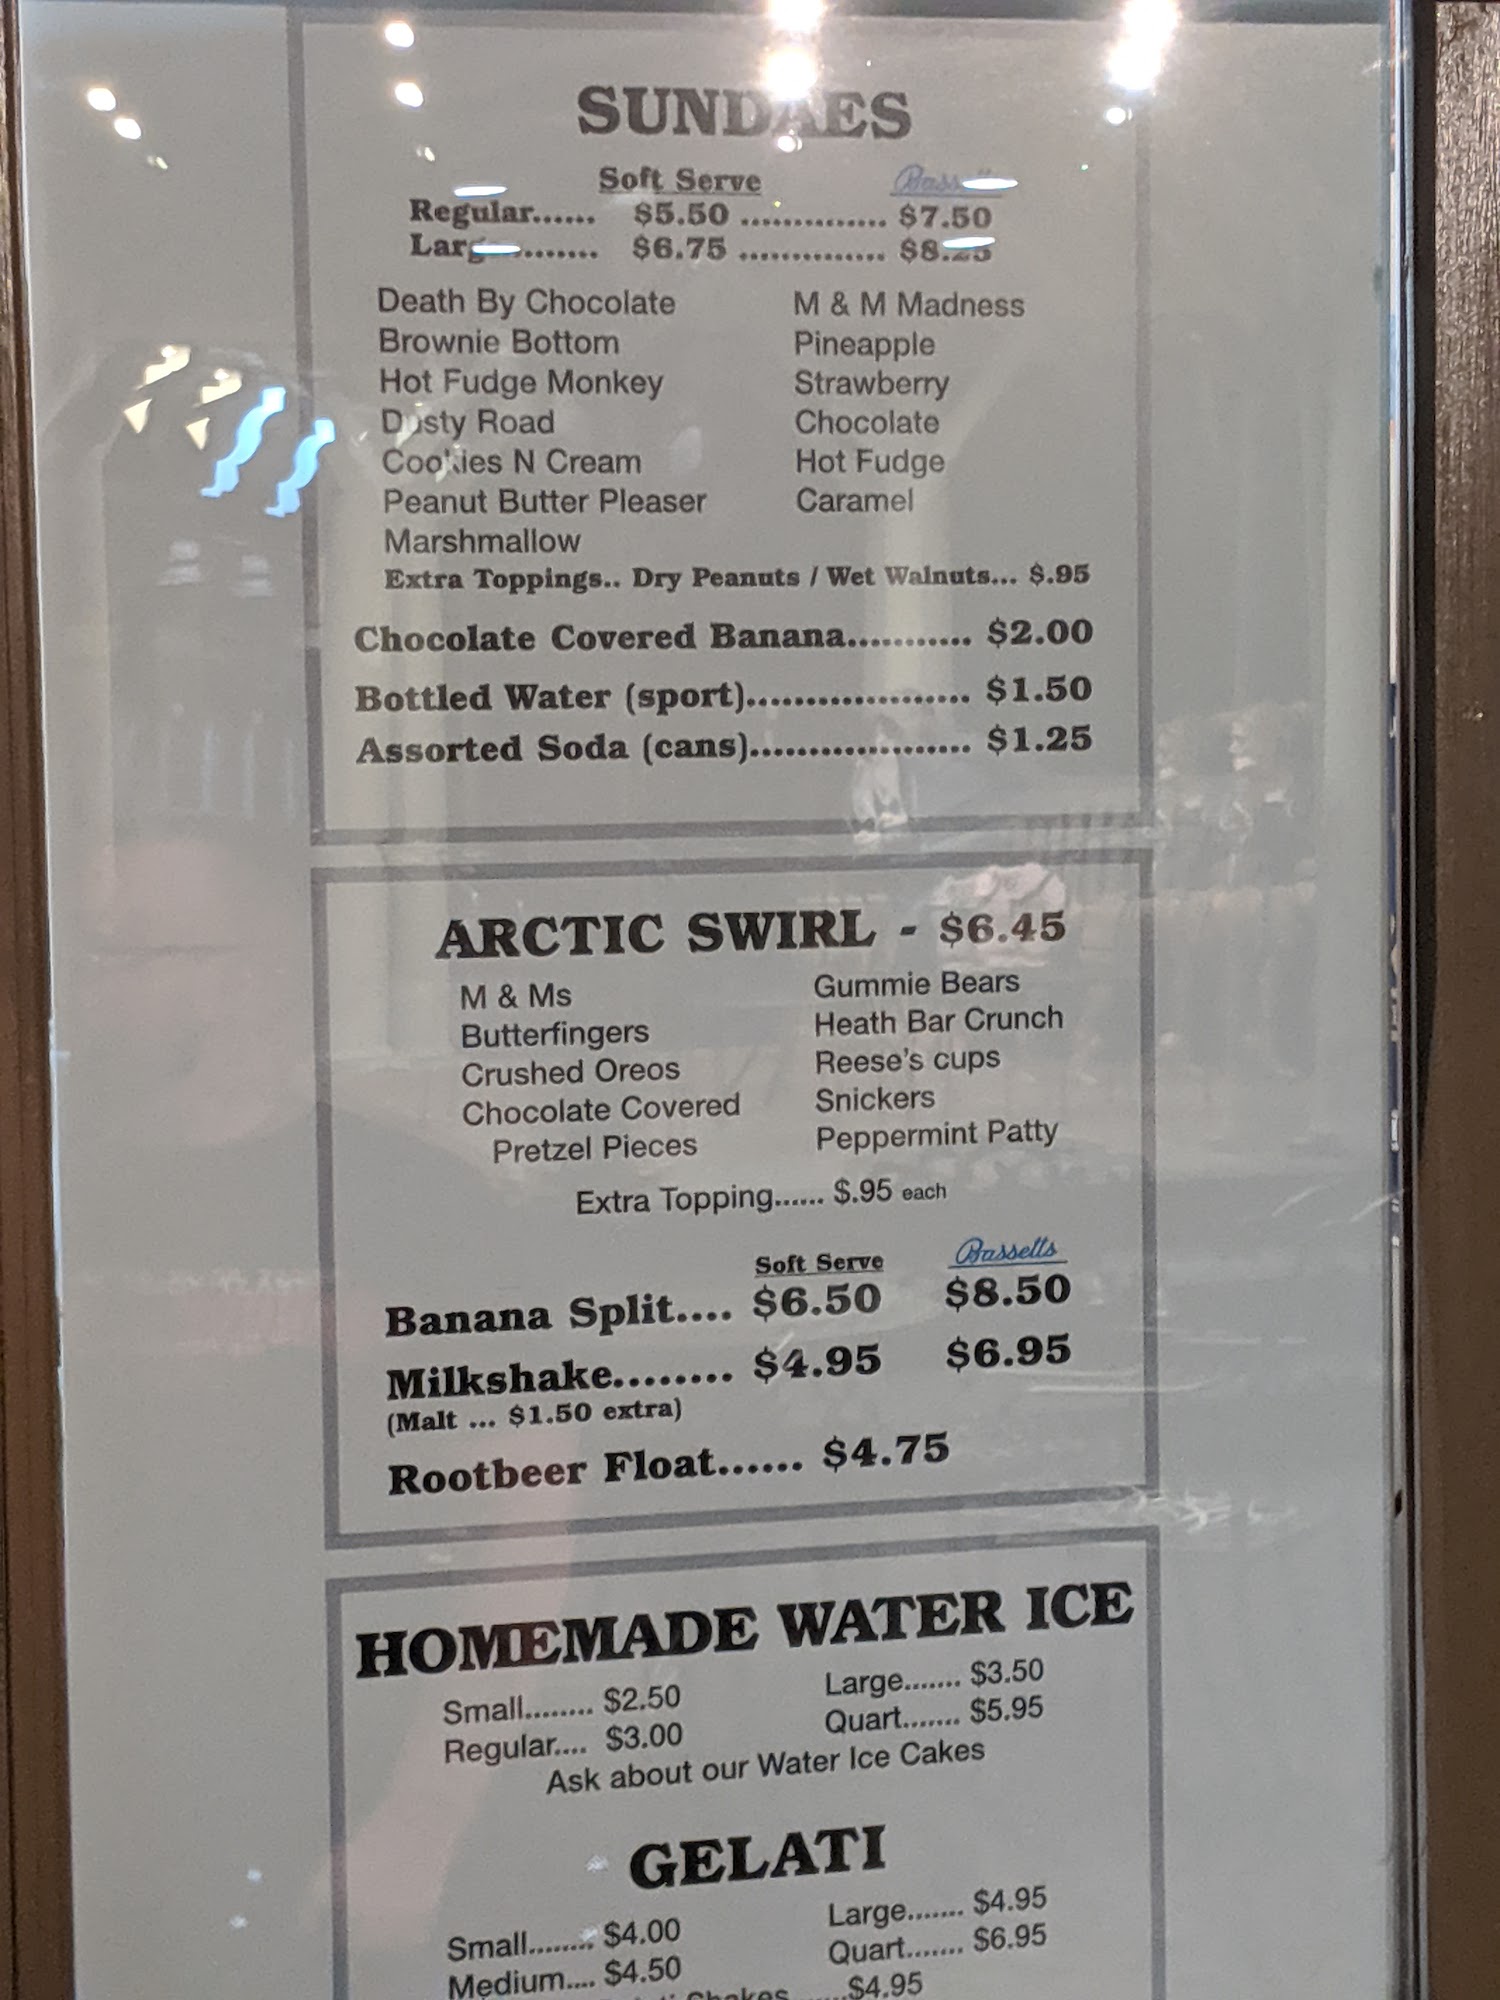 SUNDAES
Soft Serve Bassetts
Regular...... $5.50 .............. $7.50
Large........ $6.75 ..............
Death By Chocolate M & M Madness
Brownie Bottom Pineapple
Hot Fudge Monkey Strawberry
Dusty Road Chocolate
Cookies N Cream Hot Fudge
Peanut Butter Pleaser Caramel
Marshmallow
Extra Toppings.. Dry Peanuts / Wet Walnuts... $.95
Chocolate Covered Banana........... $2.00
Bottled Water (sport)................... $1.50
Assorted Soda (cans)................... $1.25
ARCTIC SWIRL - $6.45
M & Ms Gummie Bears
Butterfingers Heath Bar Crunch
Crushed Oreos Reese's cups
Chocolate Covered Snickers
Pretzel Pieces Peppermint Patty
Extra Topping...... $.95 each
Soft Serve Bassetts
Banana Split.... $6.50 $8.50
Milkshake........ $4.95 $6.95
(Malt ... $1.50 extra)
Rootbeer Float...... $4.75
HOMEMADE WATER ICE
Small........ $2.50 Large....... $3.50
Regular.... $3.00 Quart....... $5.95
Ask about our Water Ice Cakes
GELATI
Small........ $4.00 Large....... $4.95
Medium.... $4.50 Quart....... $6.95
Shakes......$4.95